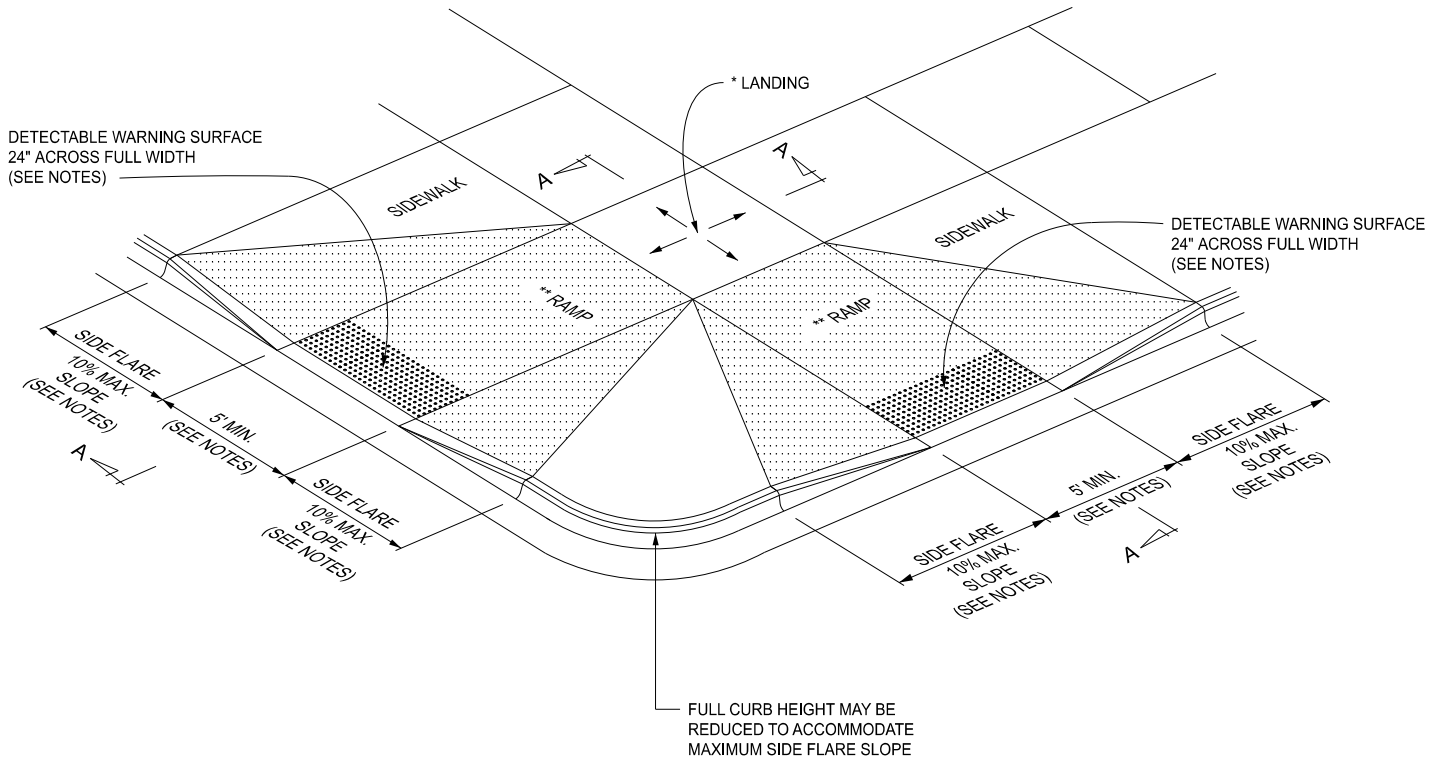 * LANDING
DETECTABLE WARNING SURFACE
24" ACROSS FULL WIDTH
(SEE NOTES)
A
A
SIDEWALK
SIDEWALK
DETECTABLE WARNING SURFACE
24" ACROSS FULL WIDTH
(SEE NOTES)
** RAMP
** RAMP
SIDE FLARE
10% MAX.
SLOPE
(SEE NOTES)
5' MIN.
(SEE NOTES)
SIDE FLARE
10% MAX.
SLOPE
(SEE NOTES)
A
SIDE FLARE
10% MAX.
SLOPE
(SEE NOTES)
5' MIN.
(SEE NOTES)
SIDE FLARE
10% MAX.
SLOPE
(SEE NOTES)
A
FULL CURB HEIGHT MAY BE
REDUCED TO ACCOMMODATE
MAXIMUM SIDE FLARE SLOPE